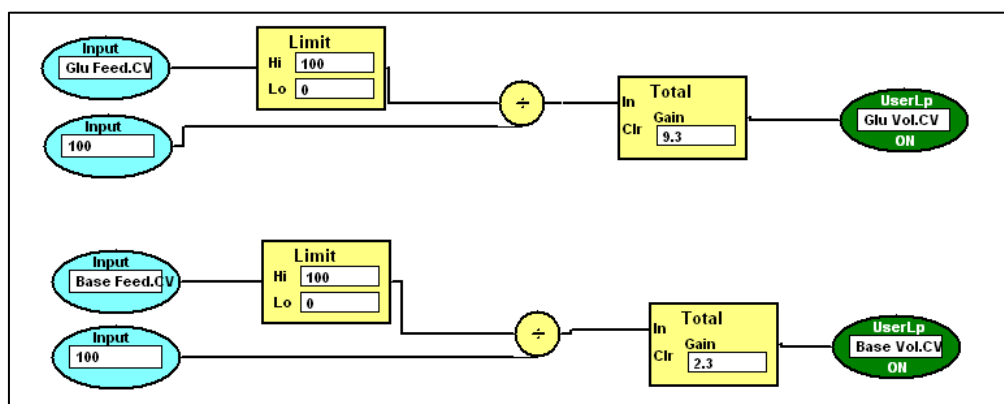 Input
Glu Feed.CV
Limit
Hi 100
Lo 0
Input
100
÷
Total
In
Gain
Clr
9.3
UserLp
Glu Vol.CV
ON
Input
Base Feed.CV
Limit
Hi 100
Lo 0
Input
100
÷
Total
In
Gain
Clr
2.3
UserLp
Base Vol.CV
ON